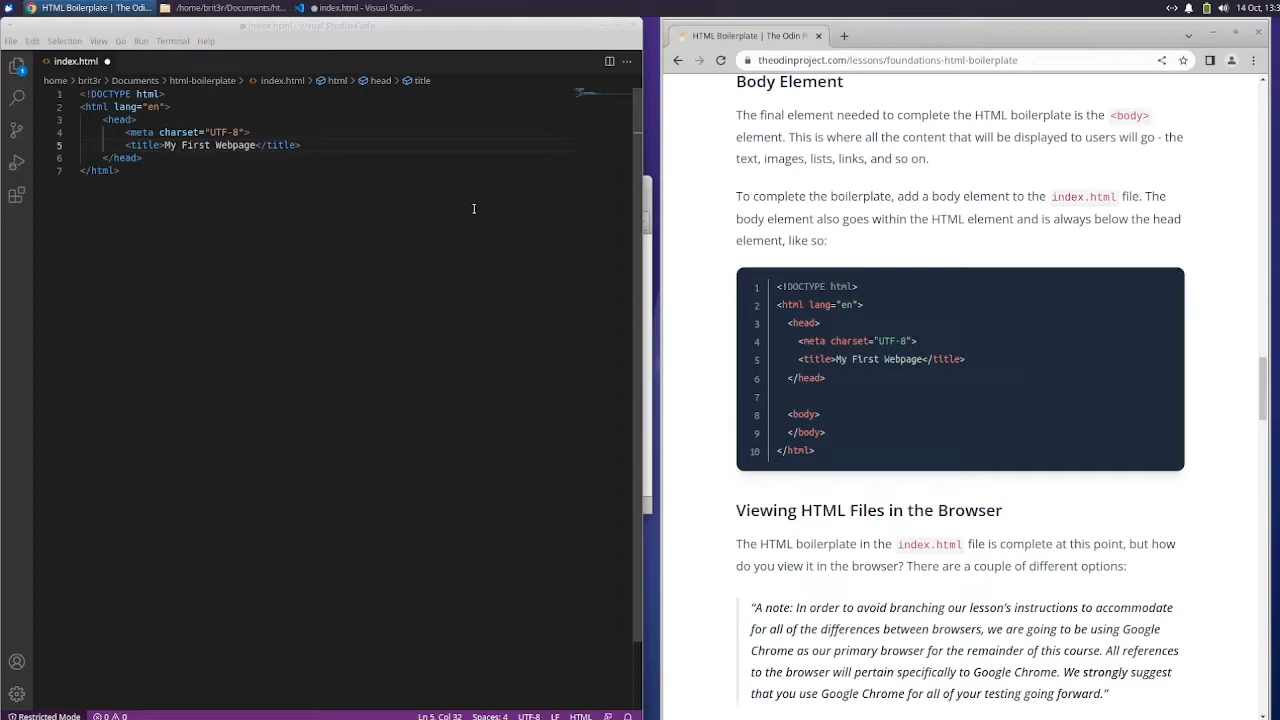 HTML Boilerplate | The Odi...
/home/brit3r/Documents/ht...
index.html - Visual Studio ...
14 Oct, 13:3
index.html - Visual Studio Code
File Edit Selection View Go Run Terminal Help
index.html
home > brit3r > Documents > html-boilerplate > index.html > html > head > title
1 <!DOCTYPE html>
2 <html lang="en">
3 <head>
4 <meta charset="UTF-8">
5 <title>My First Webpage</title>
6 </head>
7 </html>
1
Restricted Mode 0 0 Ln 5, Col 32 Spaces: 4 UTF-8 LF HTML
HTML Boilerplate | The Odin P
theodinproject.com/lessons/foundations-html-boilerplate
Body Element
The final element needed to complete the HTML boilerplate is the <body>
element. This is where all the content that will be displayed to users will go - the
text, images, lists, links, and so on.
To complete the boilerplate, add a body element to the index.html file. The
body element also goes within the HTML element and is always below the head
element, like so:
1 <!DOCTYPE html>
2 <html lang="en">
3 <head>
4 <meta charset="UTF-8">
5 <title>My First Webpage</title>
6 </head>
7
8 <body>
9 </body>
10 </html>
Viewing HTML Files in the Browser
The HTML boilerplate in the index.html file is complete at this point, but how
do you view it in the browser? There are a couple of different options:
“A note: In order to avoid branching our lesson’s instructions to accommodate
for all of the differences between browsers, we are going to be using Google
Chrome as our primary browser for the remainder of this course. All references
to the browser will pertain specifically to Google Chrome. We strongly suggest
that you use Google Chrome for all of your testing going forward.”